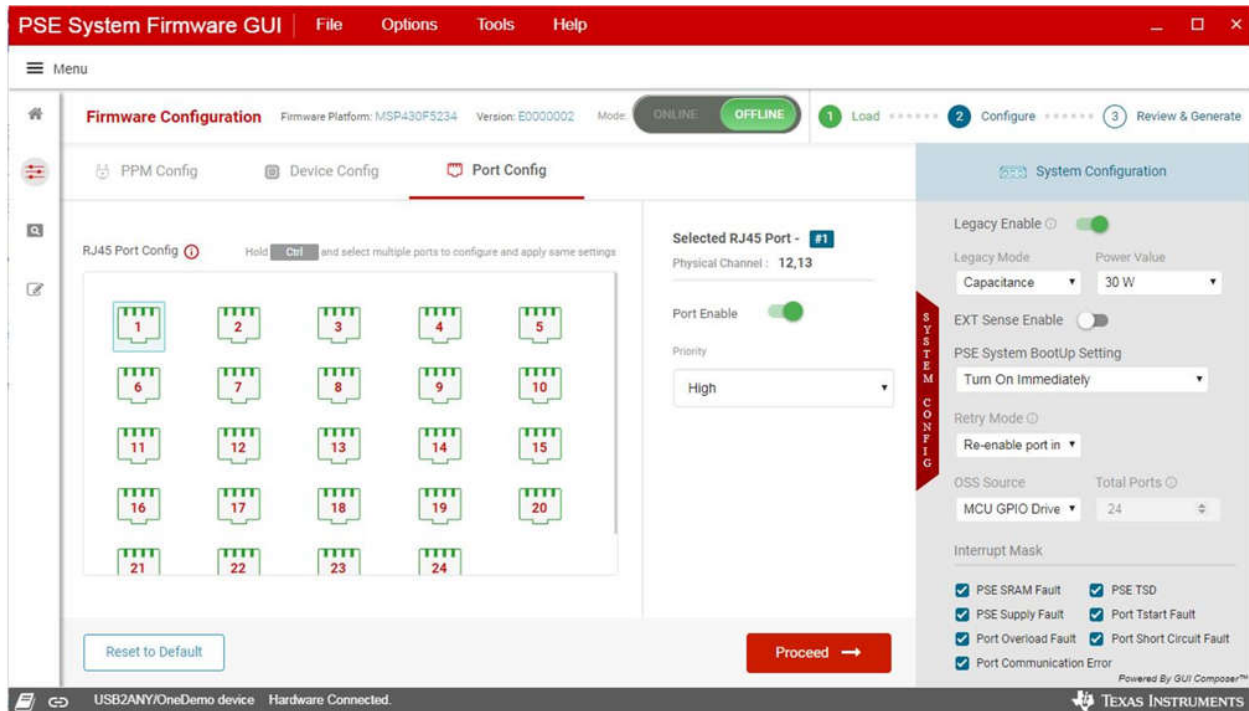 PSE System Firmware GUI File Options Tools Help
Menu
Firmware Configuration Firmware Platform: MSP430F5234 Version: E0000002 Mode: ONLINE OFFLINE 1 Load 2 Configure 3 Review & Generate
PPM Config Device Config Port Config
System Configuration
RJ45 Port Config Hold Ctrl and select multiple ports to configure and apply same settings
1 2 3 4 5
6 7 8 9 10
11 12 13 14 15
16 17 18 19 20
21 22 23 24
Selected RJ45 Port - #1
Physical Channel : 12,13
Port Enable
Priority
High
SYSTEM CONFIG
Legacy Enable
Legacy Mode Power Value
Capacitance 30 W
EXT Sense Enable
PSE System BootUp Setting
Turn On Immediately
Retry Mode
Re-enable port in
OSS Source Total Ports
MCU GPIO Drive 24
Interrupt Mask
PSE SRAM Fault PSE TSD
PSE Supply Fault Port Tstart Fault
Port Overload Fault Port Short Circuit Fault
Port Communication Error
Reset to Default Proceed
Powered By GUI Composer™
USB2ANY/OneDemo device Hardware Connected. TEXAS INSTRUMENTS